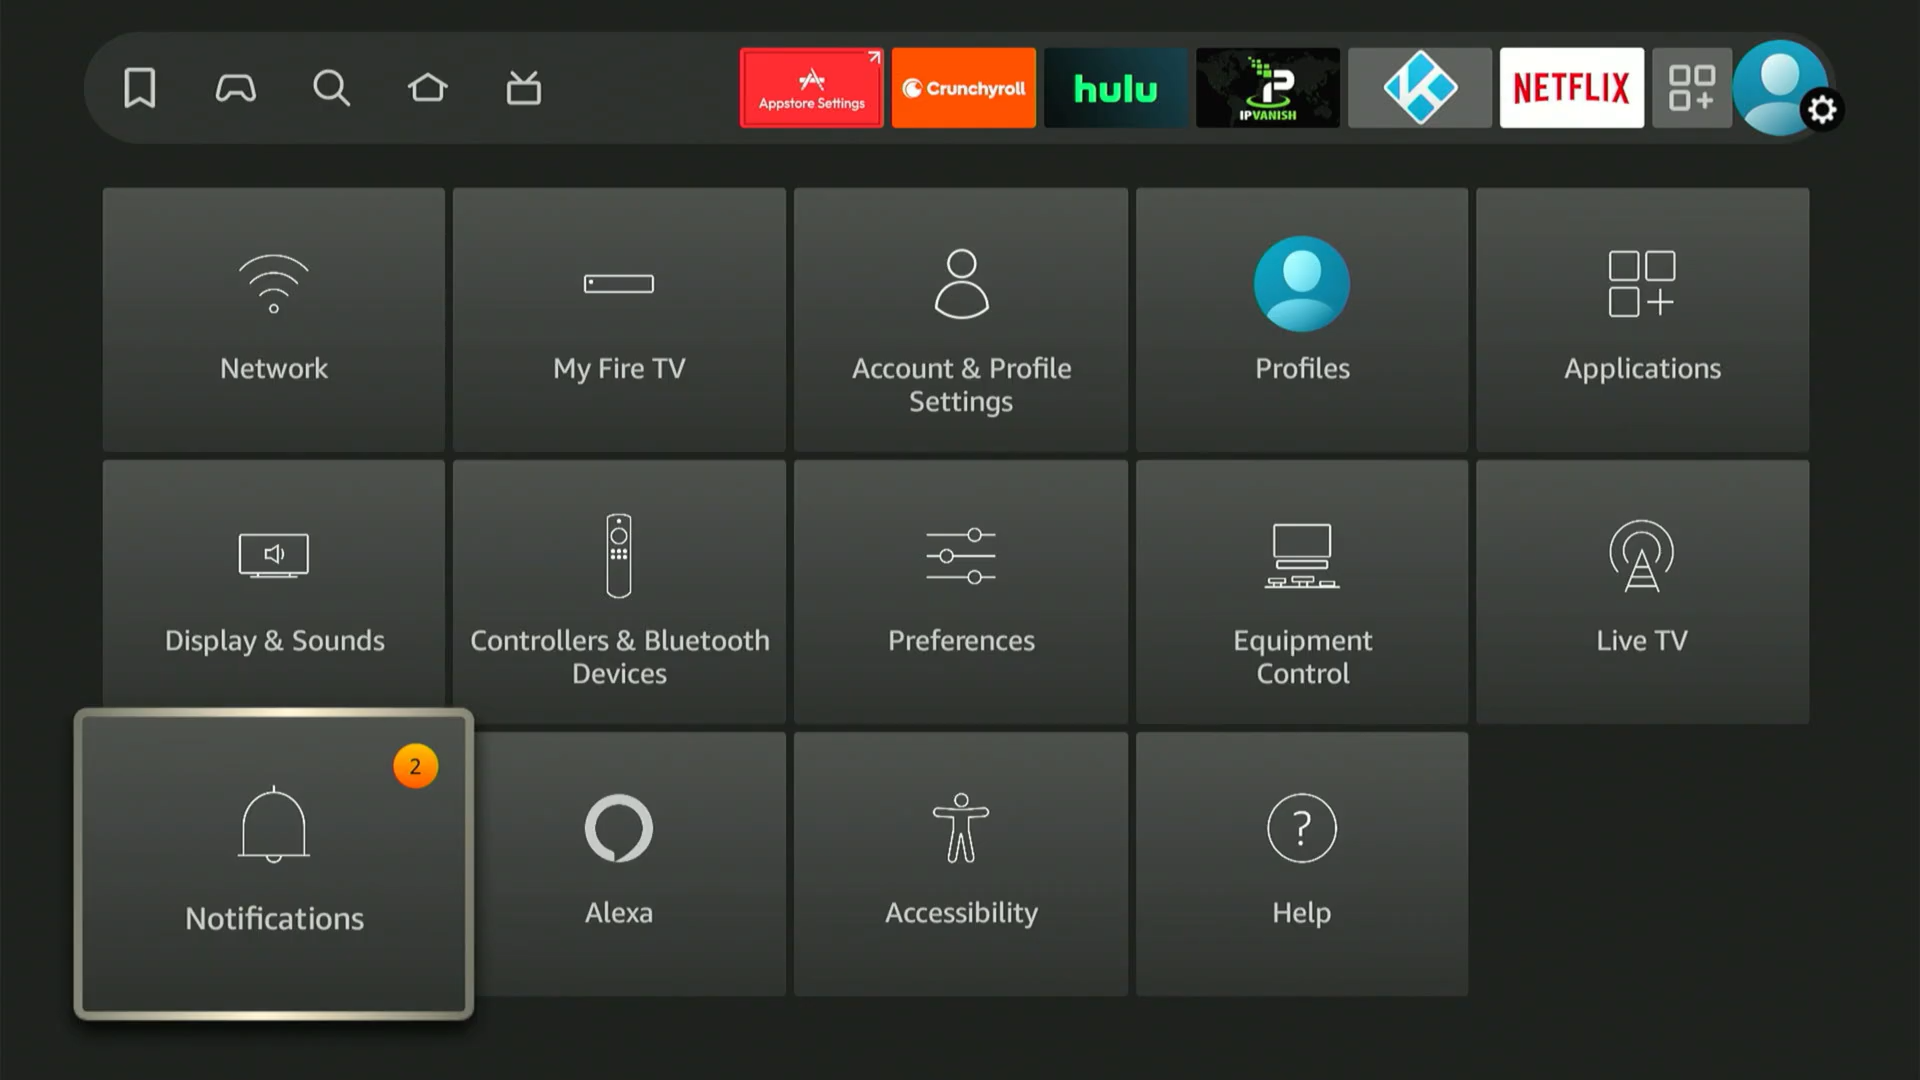 Appstore Settings
Crunchyroll
hulu
IPVANISH
NETFLIX
Network
My Fire TV
Account & Profile
Settings
Profiles
Applications
Display & Sounds
Controllers & Bluetooth
Devices
Preferences
Equipment
Control
Live TV
2
Notifications
Alexa
Accessibility
?
Help